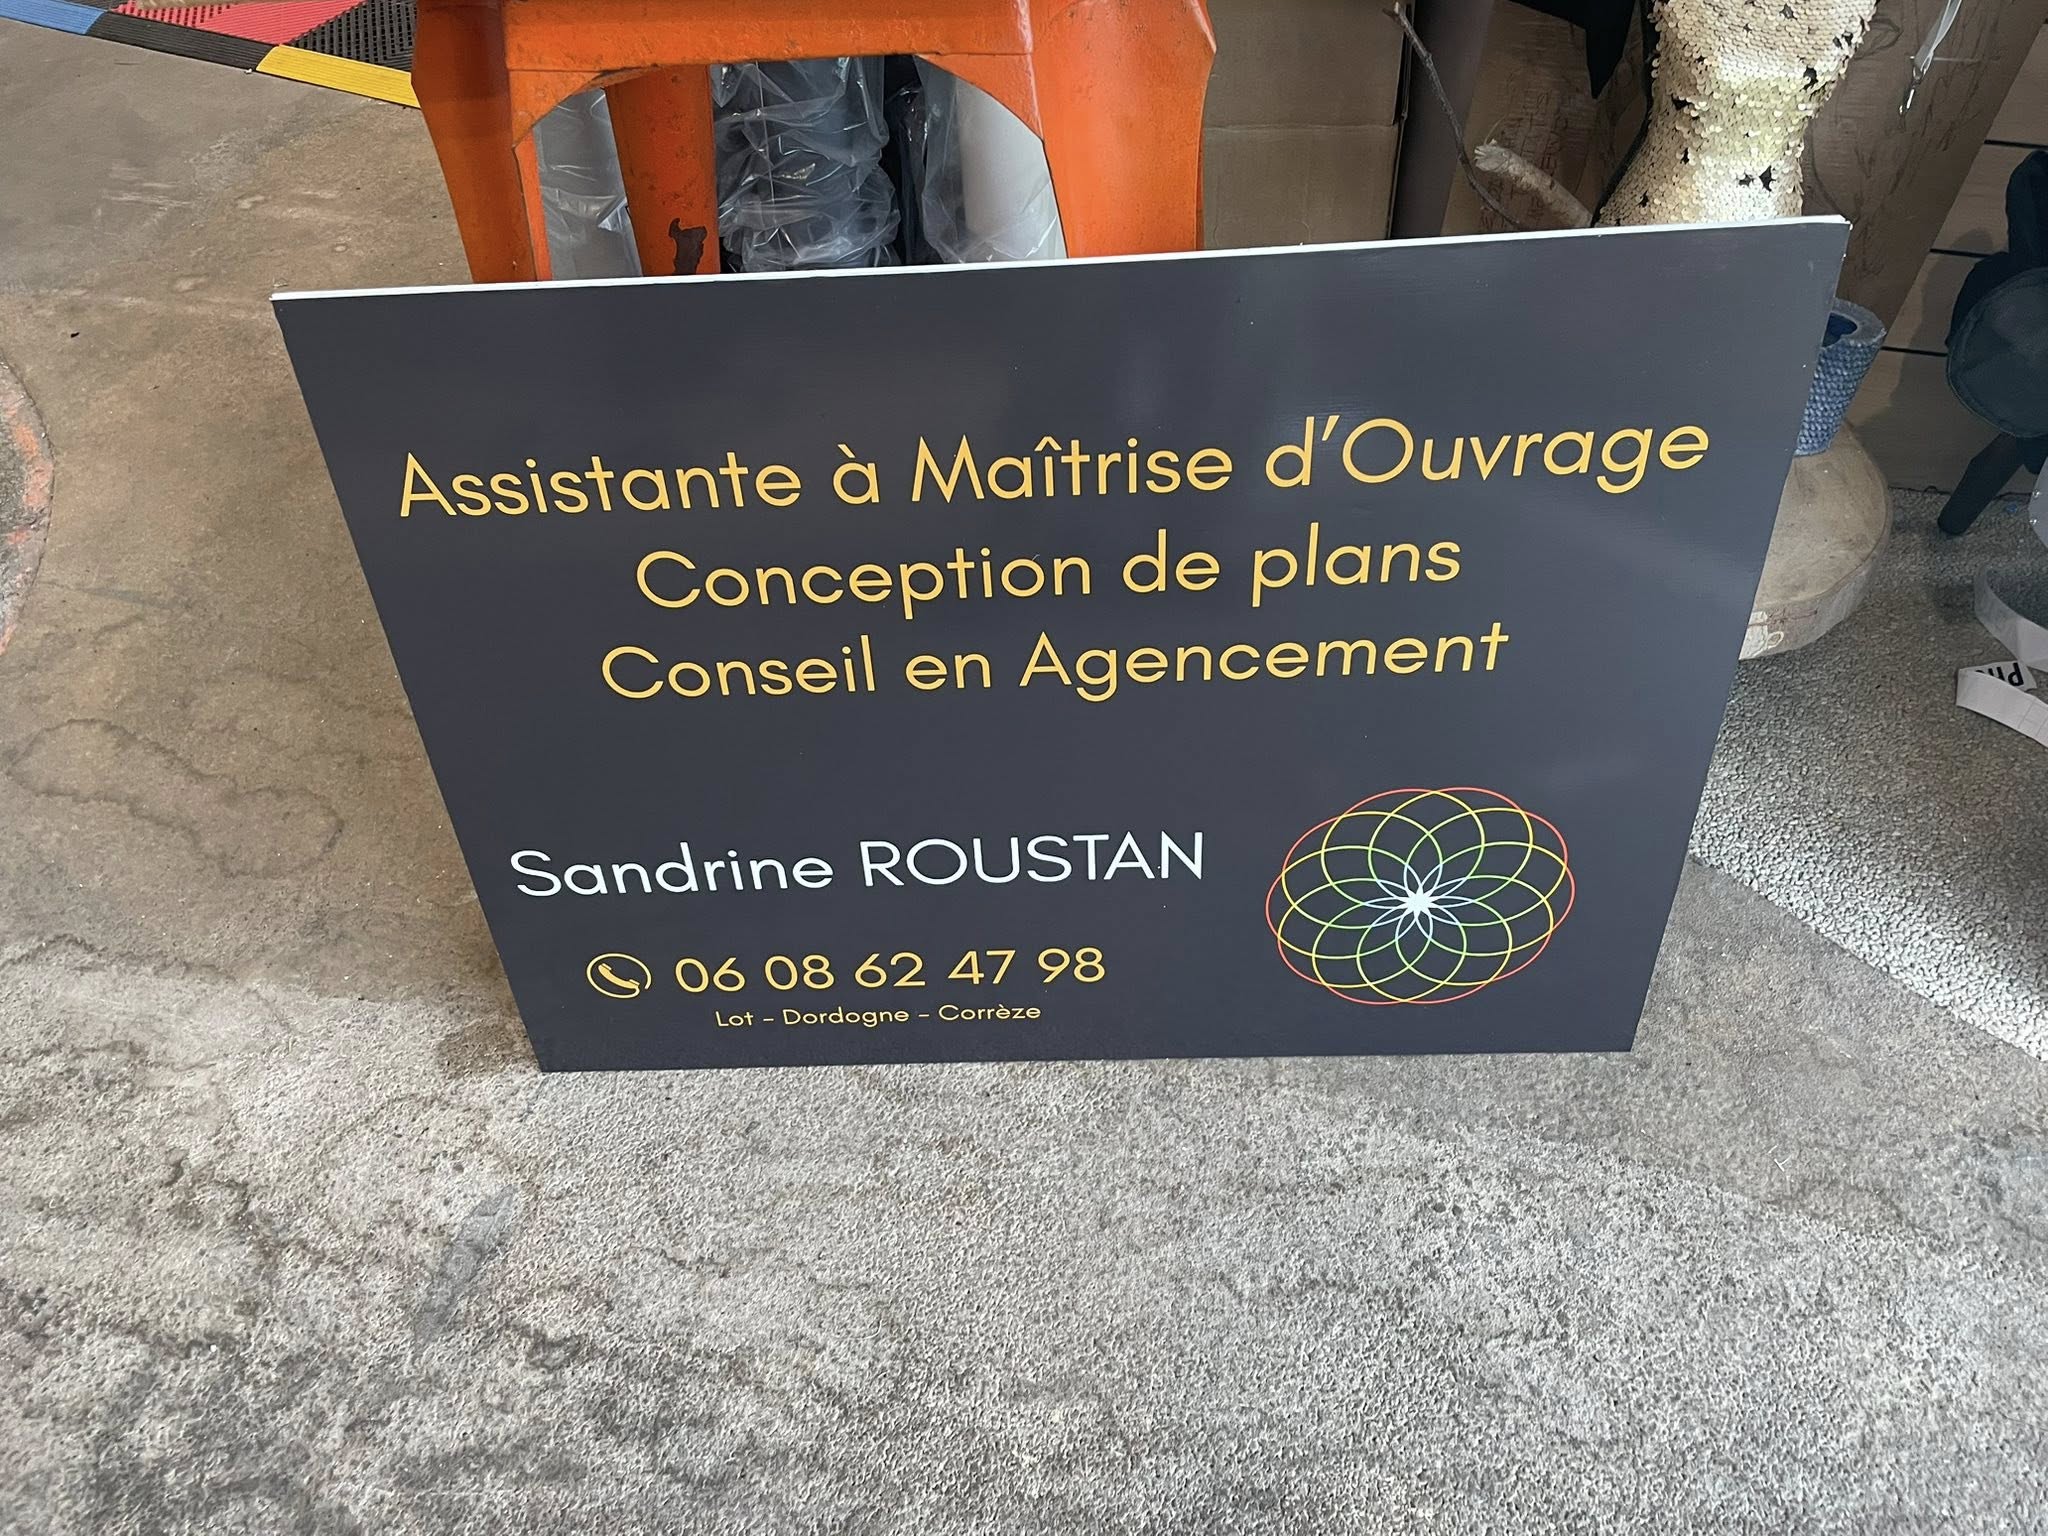 Assistante à Maîtrise d'Ouvrage
Conception de plans
Conseil en Agencement
Sandrine ROUSTAN
06 08 62 47 98
Lot - Dordogne - Corrèze